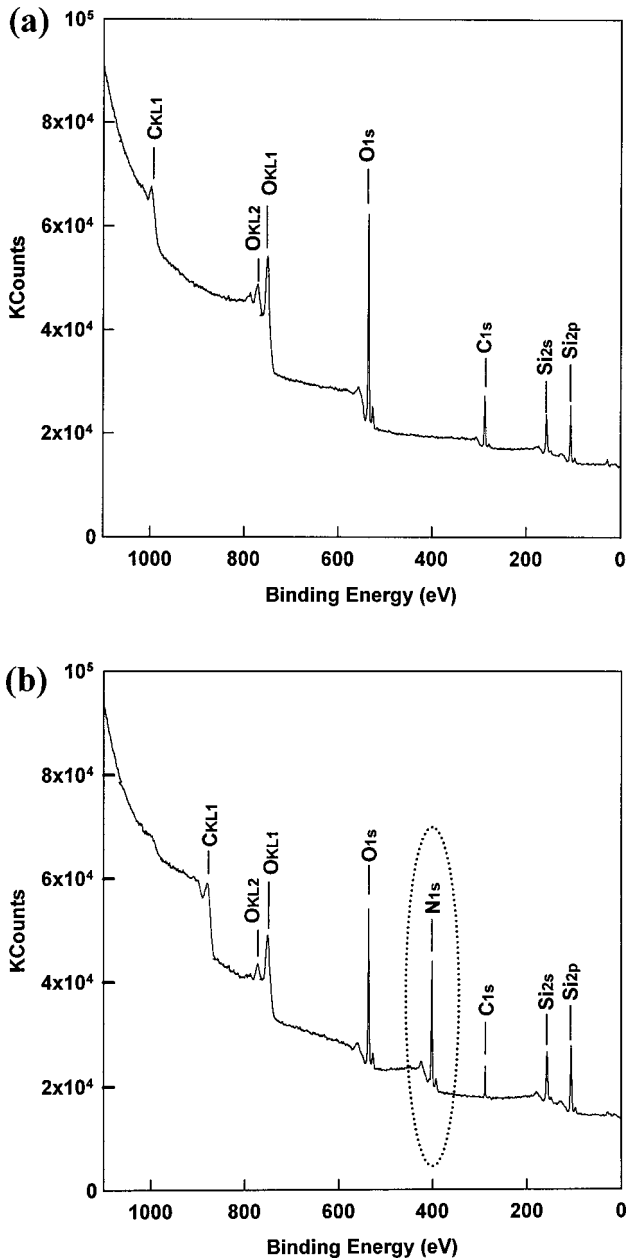 (a)
10⁵
8x10⁴
6x10⁴
4x10⁴
2x10⁴
0
KCounts
CKL1
OKL2
OKL1
O1s
C1s
Si2s
Si2p
1000 800 600 400 200 0
Binding Energy (eV)
(b)
10⁵
8x10⁴
6x10⁴
4x10⁴
2x10⁴
0
KCounts
CKL1
OKL2
OKL1
O1s
N1s
C1s
Si2s
Si2p
1000 800 600 400 200 0
Binding Energy (eV)